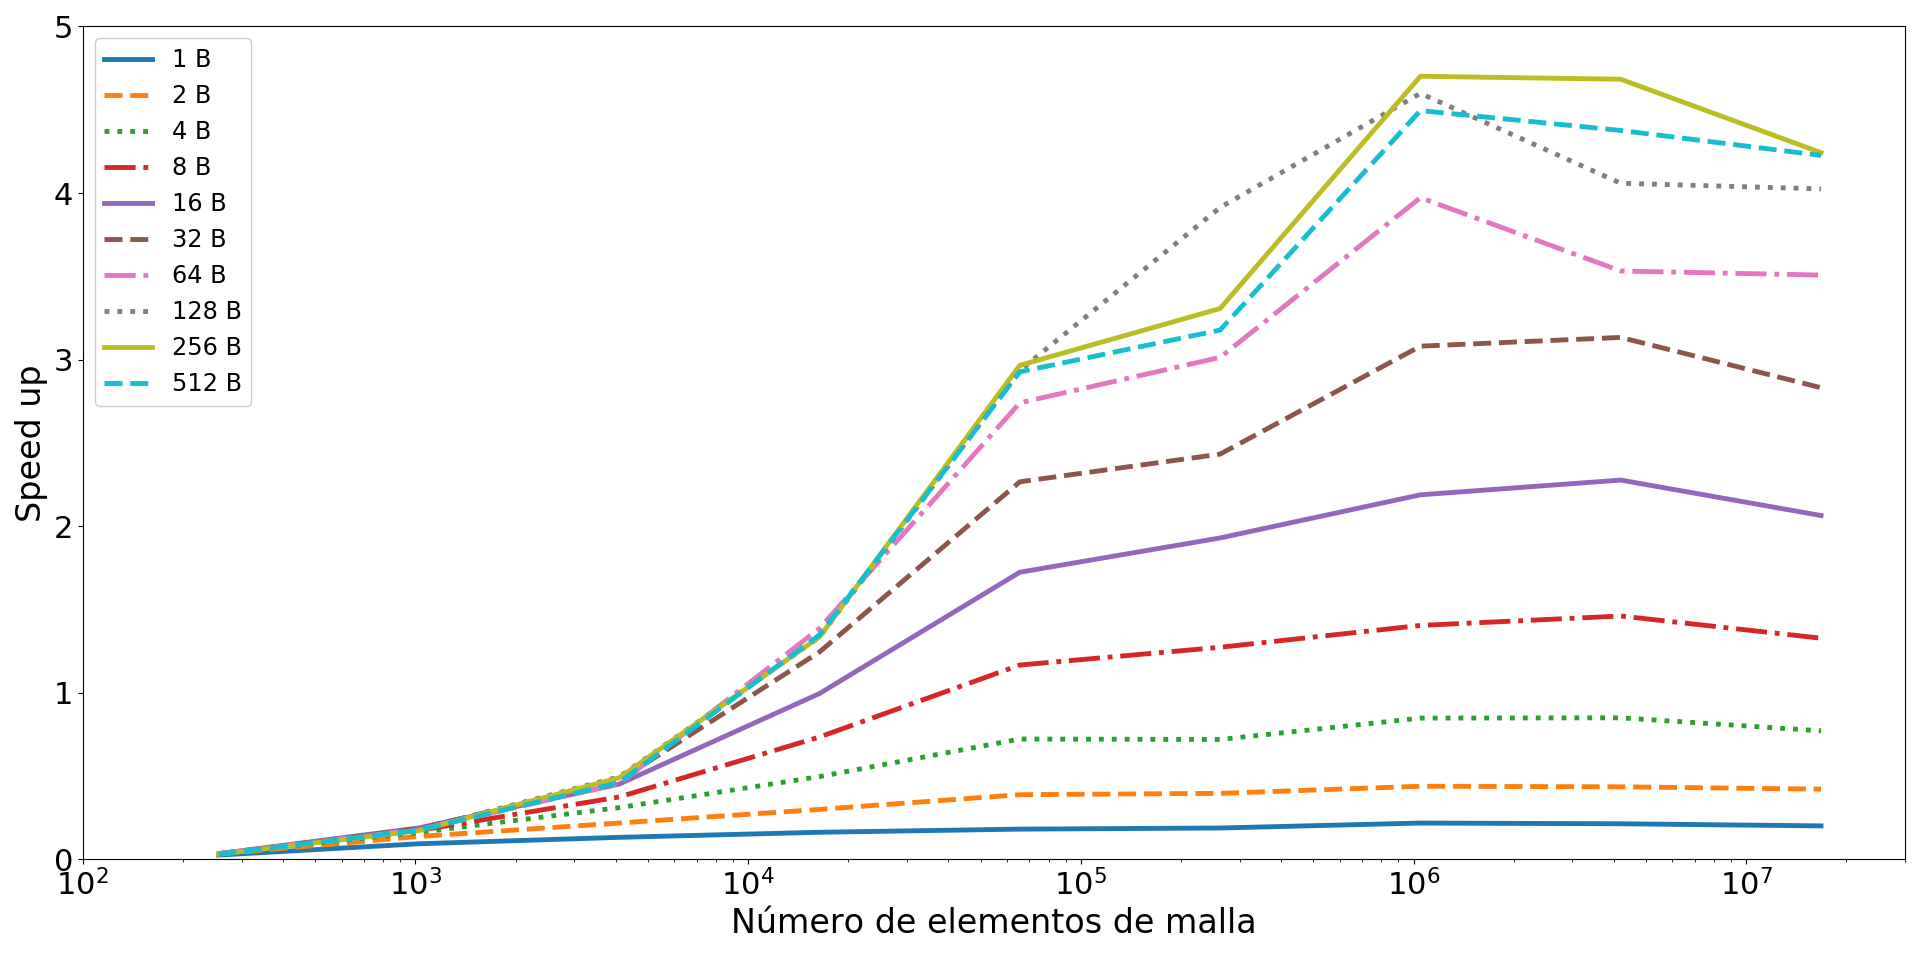 5
4
3
2
1
0
Speed up
1 B
2 B
4 B
8 B
16 B
32 B
64 B
128 B
256 B
512 B
10² 10³ 10⁴ 10⁵ 10⁶ 10⁷
Número de elementos de malla